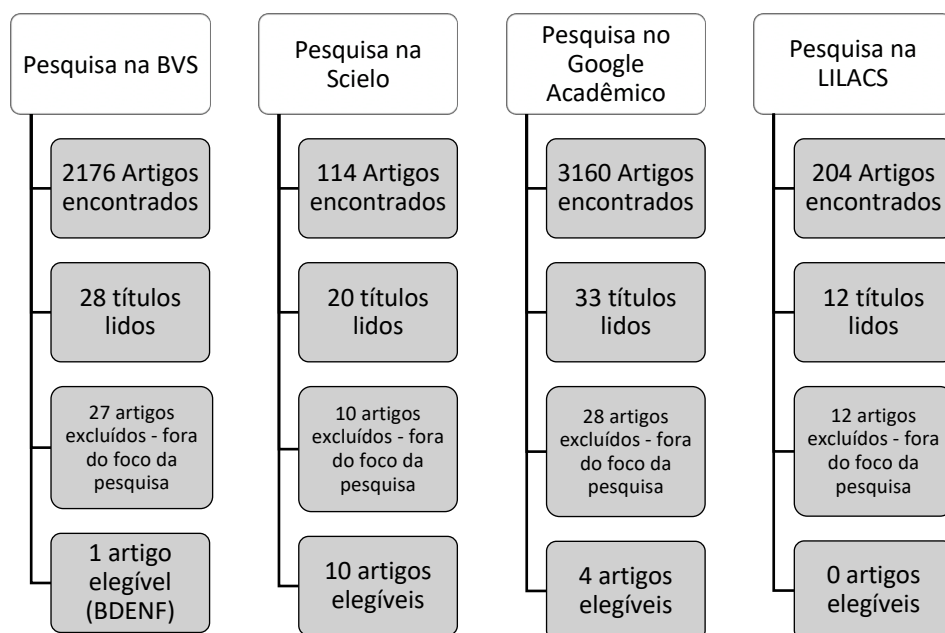 Pesquisa na BVS
2176 Artigos
encontrados
28 títulos
lidos
27 artigos
excluídos - fora
do foco da
pesquisa
1 artigo
elegível
(BDENF)
Pesquisa na
Scielo
114 Artigos
encontrados
20 títulos
lidos
10 artigos
excluídos - fora
do foco da
pesquisa
10 artigos
elegíveis
Pesquisa no
Google
Acadêmico
3160 Artigos
encontrados
33 títulos
lidos
28 artigos
excluídos - fora
do foco da
pesquisa
4 artigos
elegíveis
Pesquisa na
LILACS
204 Artigos
encontrados
12 títulos
lidos
12 artigos
excluídos - fora
do foco da
pesquisa
0 artigos
elegíveis